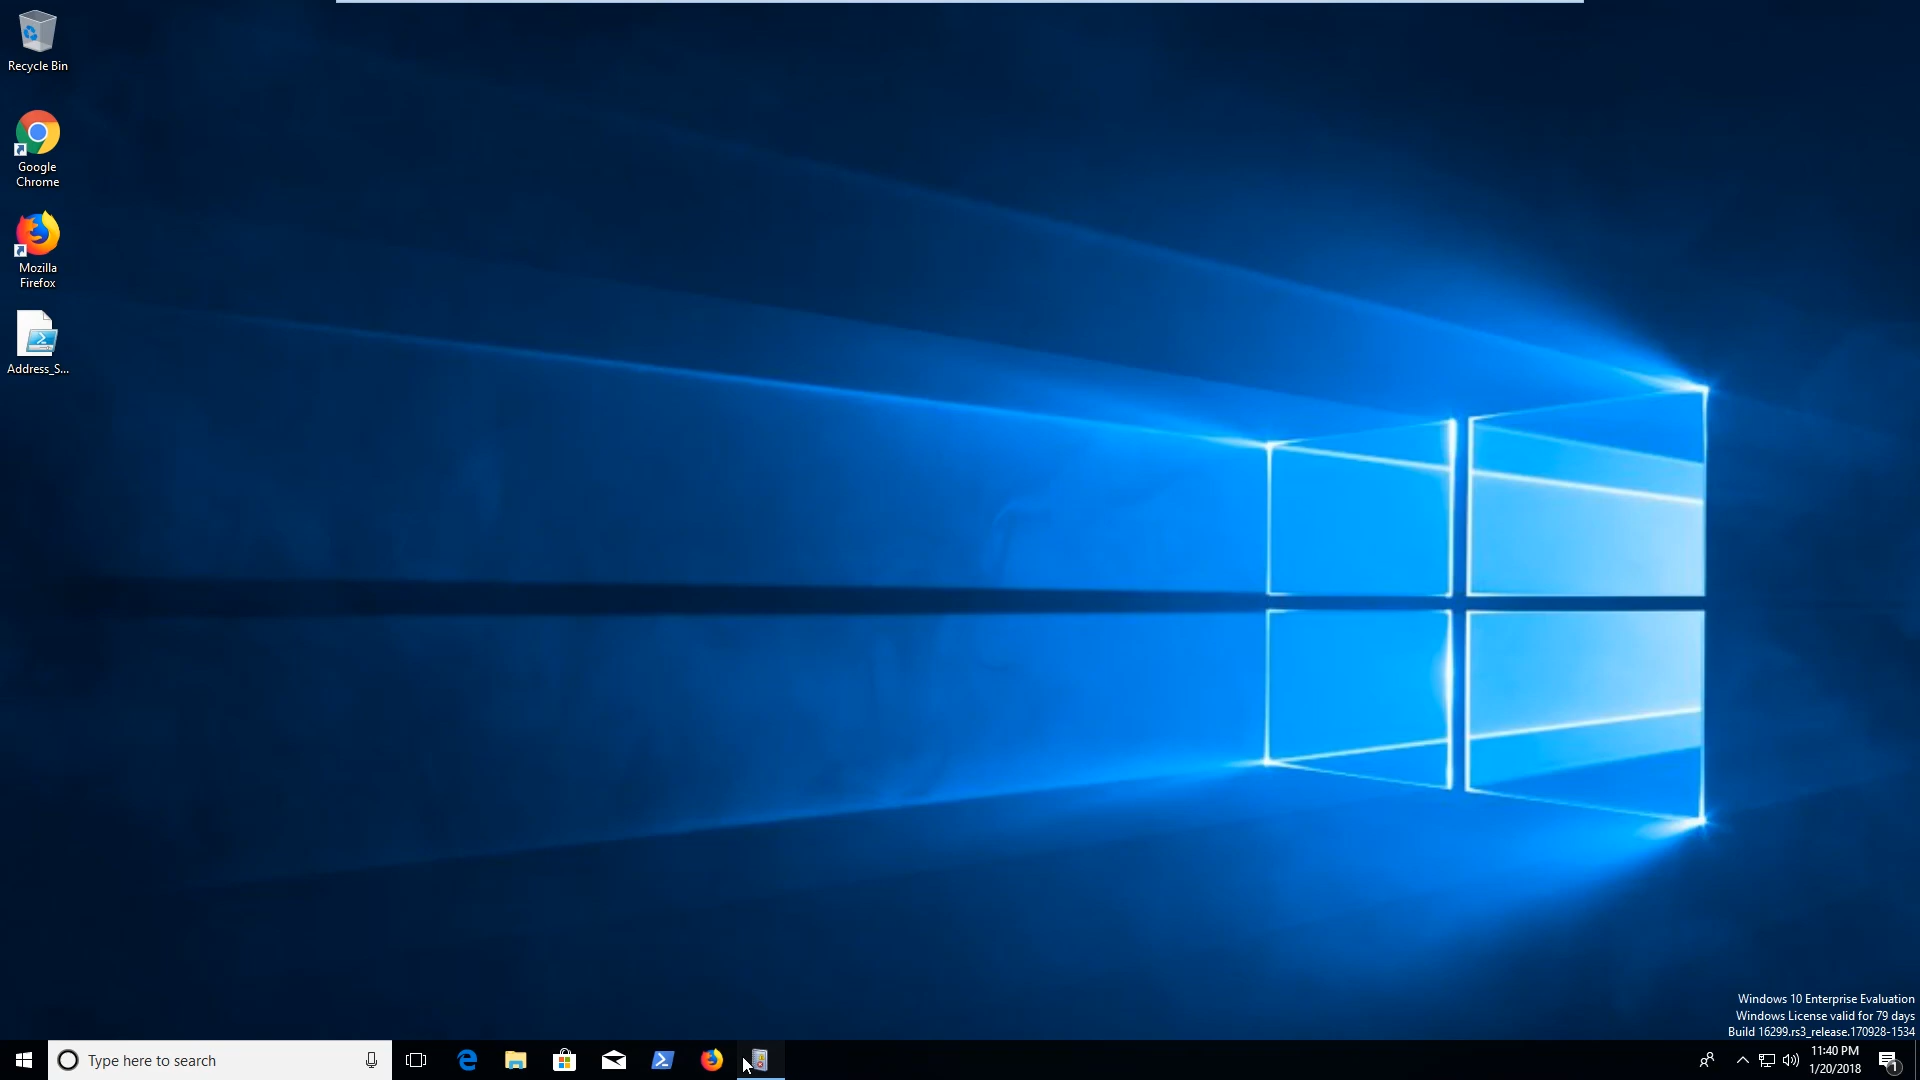 Recycle Bin
Google
Chrome
Mozilla
Firefox
Address_S...
Windows 10 Enterprise Evaluation
Windows License valid for 79 days
Build 16299.rs3_release.170928-1534
Type here to search
11:40 PM
1/20/2018
1